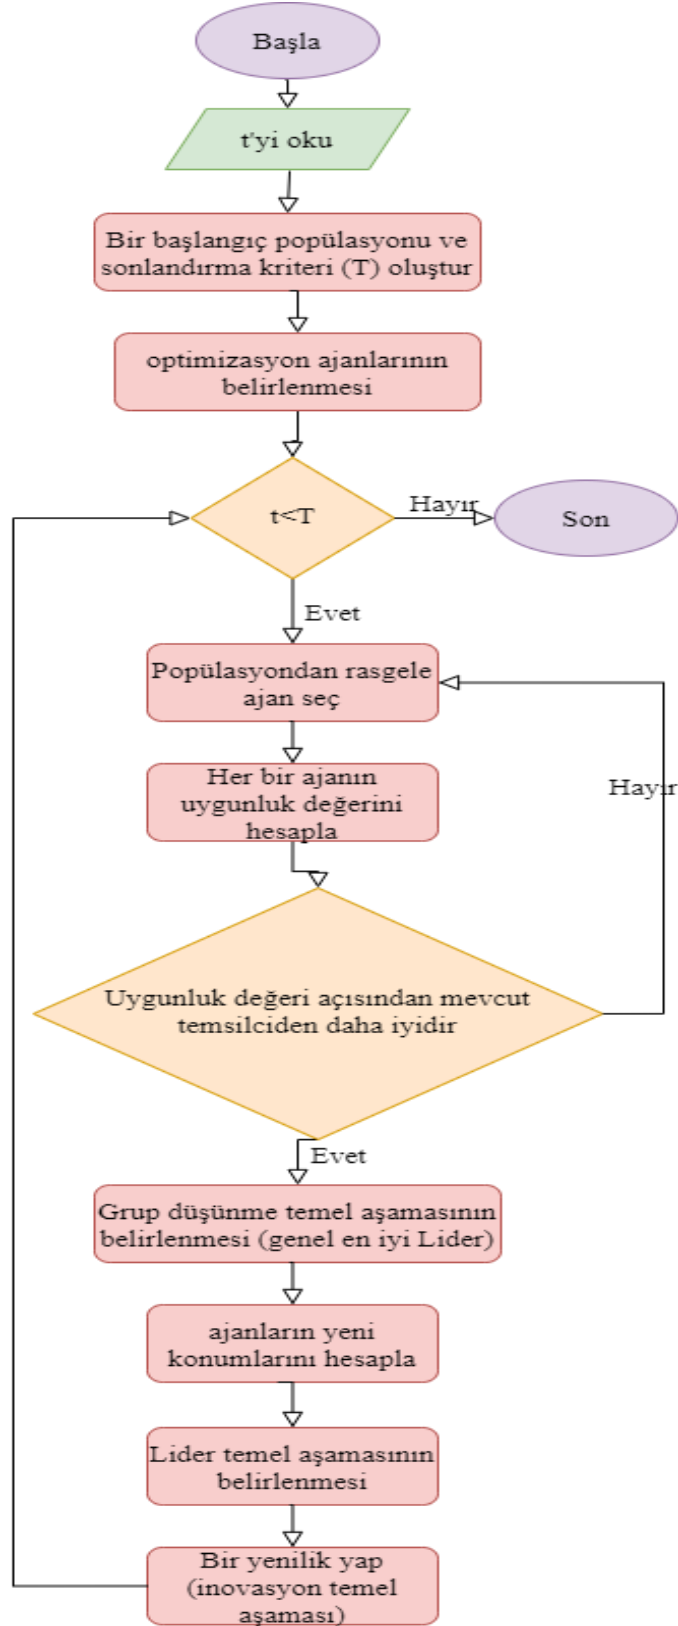 Başla
t'yi oku
Bir başlangıç popülasyonu ve
sonlandırma kriteri (T) oluştur
optimizasyon ajanlarının
belirlenmesi
t<T
Hayır
Son
Evet
Popülasyondan rasgele
ajan seç
Her bir ajanın
uygunluk değerini
hesapla
Hayır
Uygunluk değeri açısından mevcut
temsilciden daha iyidir
Evet
Grup düşünme temel aşamasının
belirlenmesi (genel en iyi Lider)
ajanların yeni
konumlarını hesapla
Lider temel aşamasının
belirlenmesi
Bir yenilik yap
(inovasyon temel
aşaması)